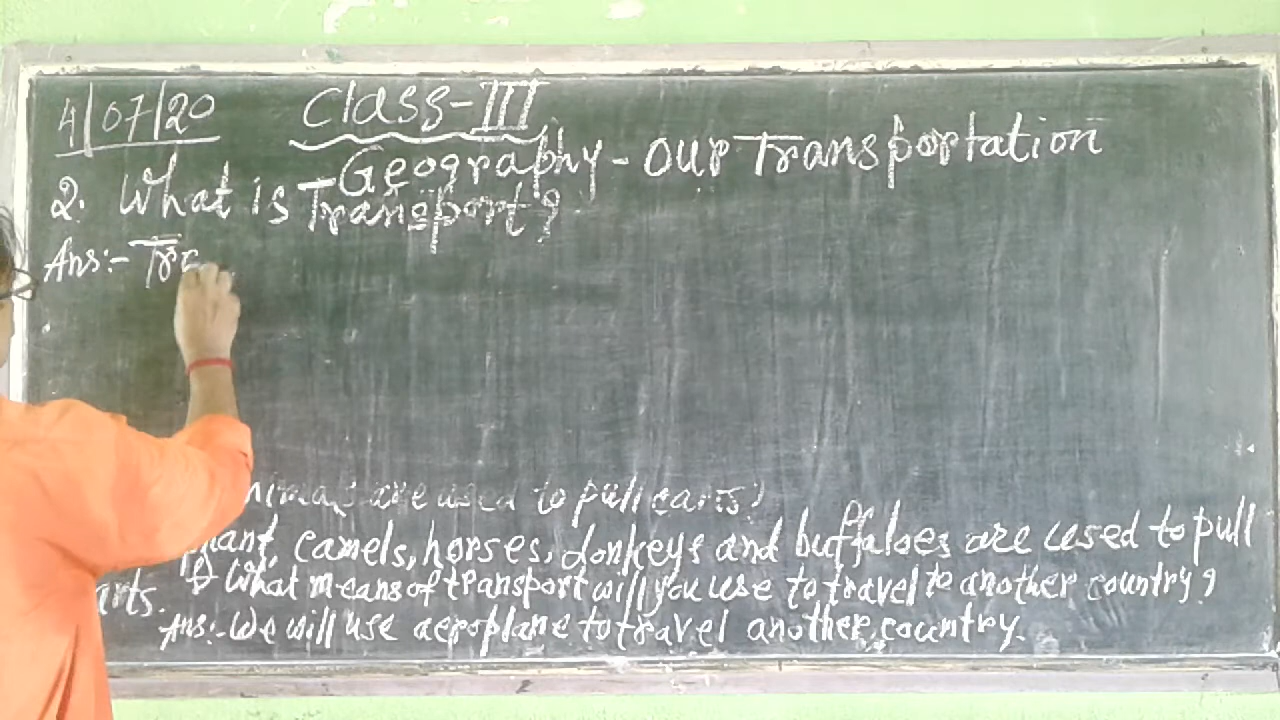 4/07/20
Class-III
Geography - Our Transportation
2. What is Transport?
Ans:- Tra
are used to pull carts?
camels, horses, donkeys and buffaloes are used to pull
arts.
f) What means of transport will you use to travel to another country?
Ans:- We will use aeroplane to travel another country.